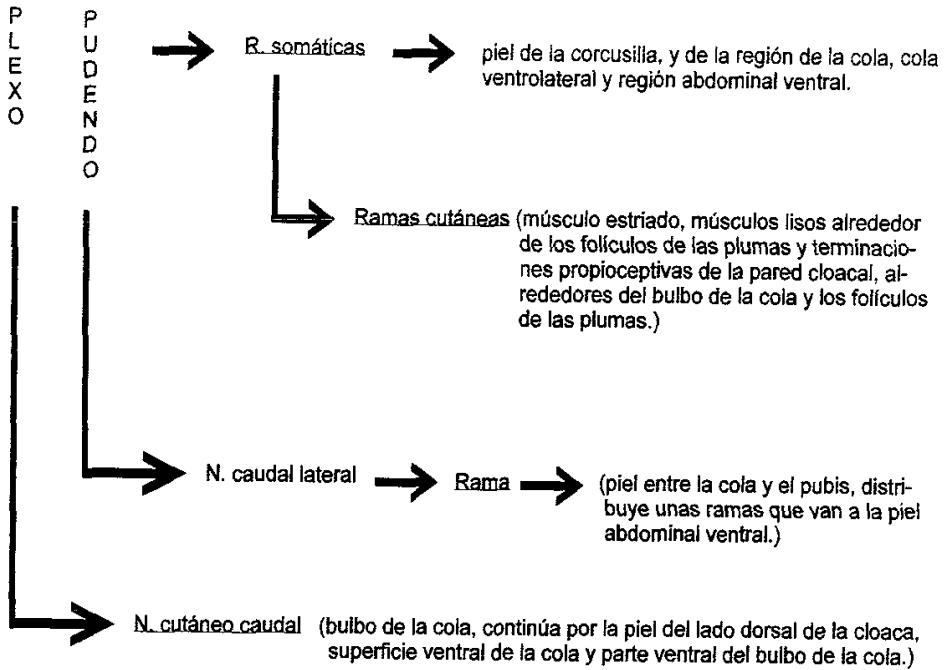 PLEXO
PUDENDO
R. somáticas
piel de la corcusilla, y de la región de la cola, cola
ventrolateral y región abdominal ventral.
Ramas cutáneas (músculo estriado, músculos lisos alrededor
de los folículos de las plumas y terminacio-
nes propioceptivas de la pared cloacal, al-
rededores del bulbo de la cola y los folículos
de las plumas.)
N. caudal lateral
Rama
(piel entre la cola y el pubis, distri-
buye unas ramas que van a la piel
abdominal ventral.)
N. cutáneo caudal (bulbo de la cola, continúa por la piel del lado dorsal de la cloaca,
superficie ventral de la cola y parte ventral del bulbo de la cola.)